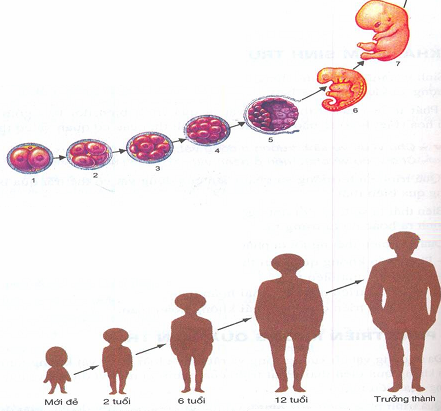 1
2
3
4
5
6
7
Mới đẻ
2 tuổi
6 tuổi
12 tuổi
Trưởng thành